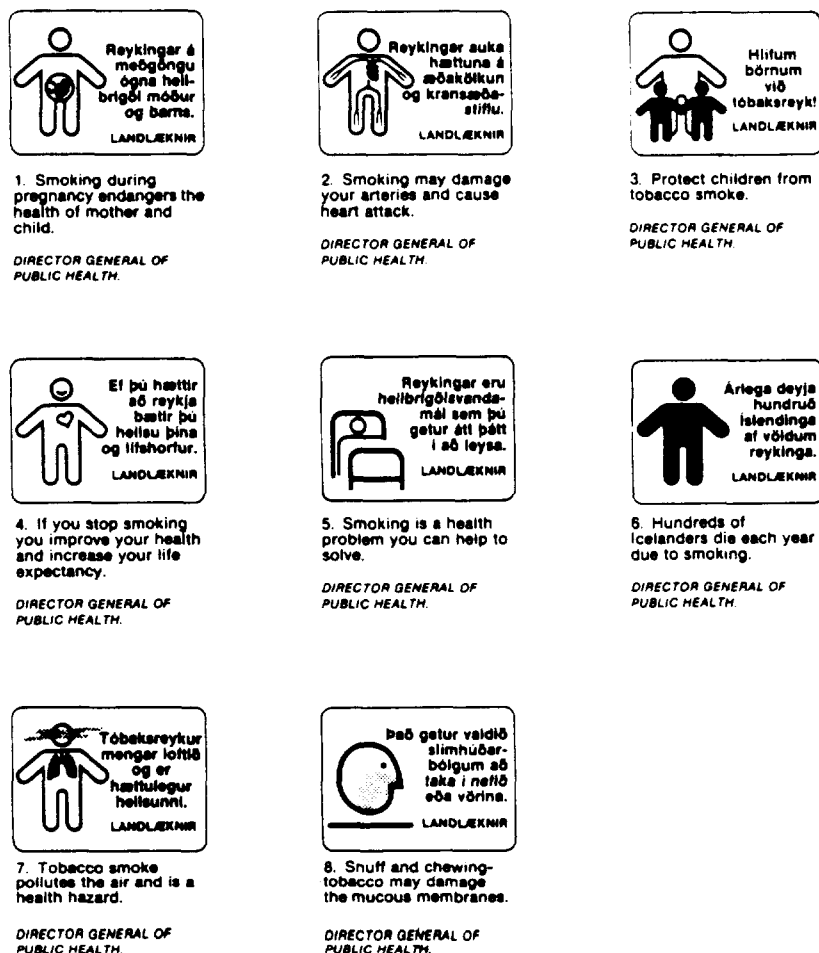 Reykingar á
meðgöngu
ógna heil-
brigði móður
og barns.
LANDLÆKNIR
1. Smoking during
pregnancy endangers the
health of mother and
child.
DIRECTOR GENERAL OF
PUBLIC HEALTH.
Reykingar auka
hættuna á
æðakölkun
og kransæða-
stíflu.
LANDLÆKNIR
2. Smoking may damage
your arteries and cause
heart attack.
DIRECTOR GENERAL OF
PUBLIC HEALTH.
Hlífum
börnum
við
tóbaksreyk!
LANDLÆKNIR
3. Protect children from
tobacco smoke.
DIRECTOR GENERAL OF
PUBLIC HEALTH.
Ef þú hættir
að reykja
bætir þú
heilsu þína
og lífshorfur.
LANDLÆKNIR
4. If you stop smoking
you improve your health
and increase your life
expectancy.
DIRECTOR GENERAL OF
PUBLIC HEALTH.
Reykingar eru
heilbrigðisvanda-
mál sem þú
getur átt þátt
í að leysa.
LANDLÆKNIR
5. Smoking is a health
problem you can help to
solve.
DIRECTOR GENERAL OF
PUBLIC HEALTH.
Árlega deyja
hundruð
Íslendinga
af völdum
reykinga.
LANDLÆKNIR
6. Hundreds of
Icelanders die each year
due to smoking.
DIRECTOR GENERAL OF
PUBLIC HEALTH.
Tóbaksreykur
mengar loftið
og er
hættulegur
heilsunni.
LANDLÆKNIR
7. Tobacco smoke
pollutes the air and is a
health hazard.
DIRECTOR GENERAL OF
PUBLIC HEALTH.
Það getur valdið
slímhúðar-
bólgum að
taka í nefið
eða vörina.
LANDLÆKNIR
8. Snuff and chewing-
tobacco may damage
the mucous membranes.
DIRECTOR GENERAL OF
PUBLIC HEALTH.